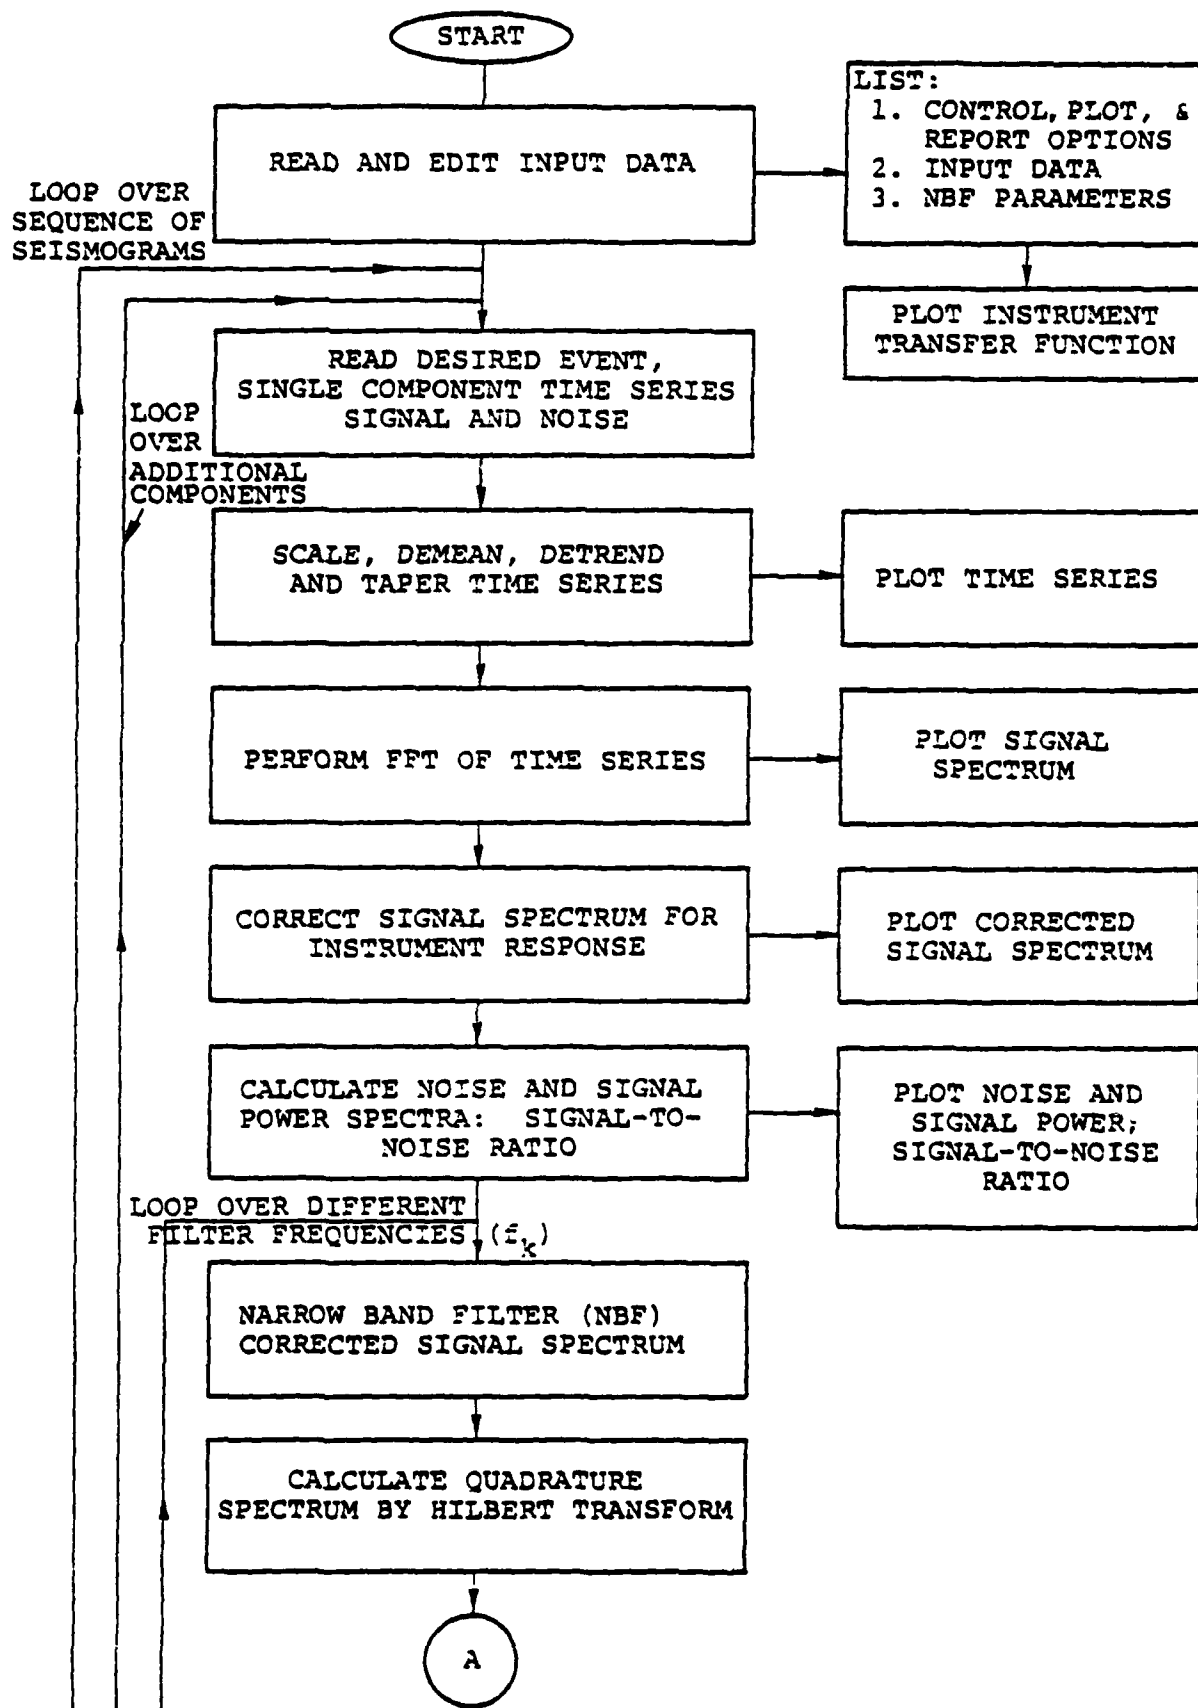 START
READ AND EDIT INPUT DATA
LIST:
1. CONTROL, PLOT, &
REPORT OPTIONS
2. INPUT DATA
3. NBF PARAMETERS
LOOP OVER
SEQUENCE OF
SEISMOGRAMS
PLOT INSTRUMENT
TRANSFER FUNCTION
READ DESIRED EVENT,
SINGLE COMPONENT TIME SERIES
SIGNAL AND NOISE
LOOP
OVER
ADDITIONAL
COMPONENTS
SCALE, DEMEAN, DETREND
AND TAPER TIME SERIES
PLOT TIME SERIES
PERFORM FFT OF TIME SERIES
PLOT SIGNAL
SPECTRUM
CORRECT SIGNAL SPECTRUM FOR
INSTRUMENT RESPONSE
PLOT CORRECTED
SIGNAL SPECTRUM
CALCULATE NOISE AND SIGNAL
POWER SPECTRA: SIGNAL-TO-
NOISE RATIO
PLOT NOISE AND
SIGNAL POWER;
SIGNAL-TO-NOISE
RATIO
LOOP OVER DIFFERENT
FILTER FREQUENCIES (f_k)
NARROW BAND FILTER (NBF)
CORRECTED SIGNAL SPECTRUM
CALCULATE QUADRATURE
SPECTRUM BY HILBERT TRANSFORM
A